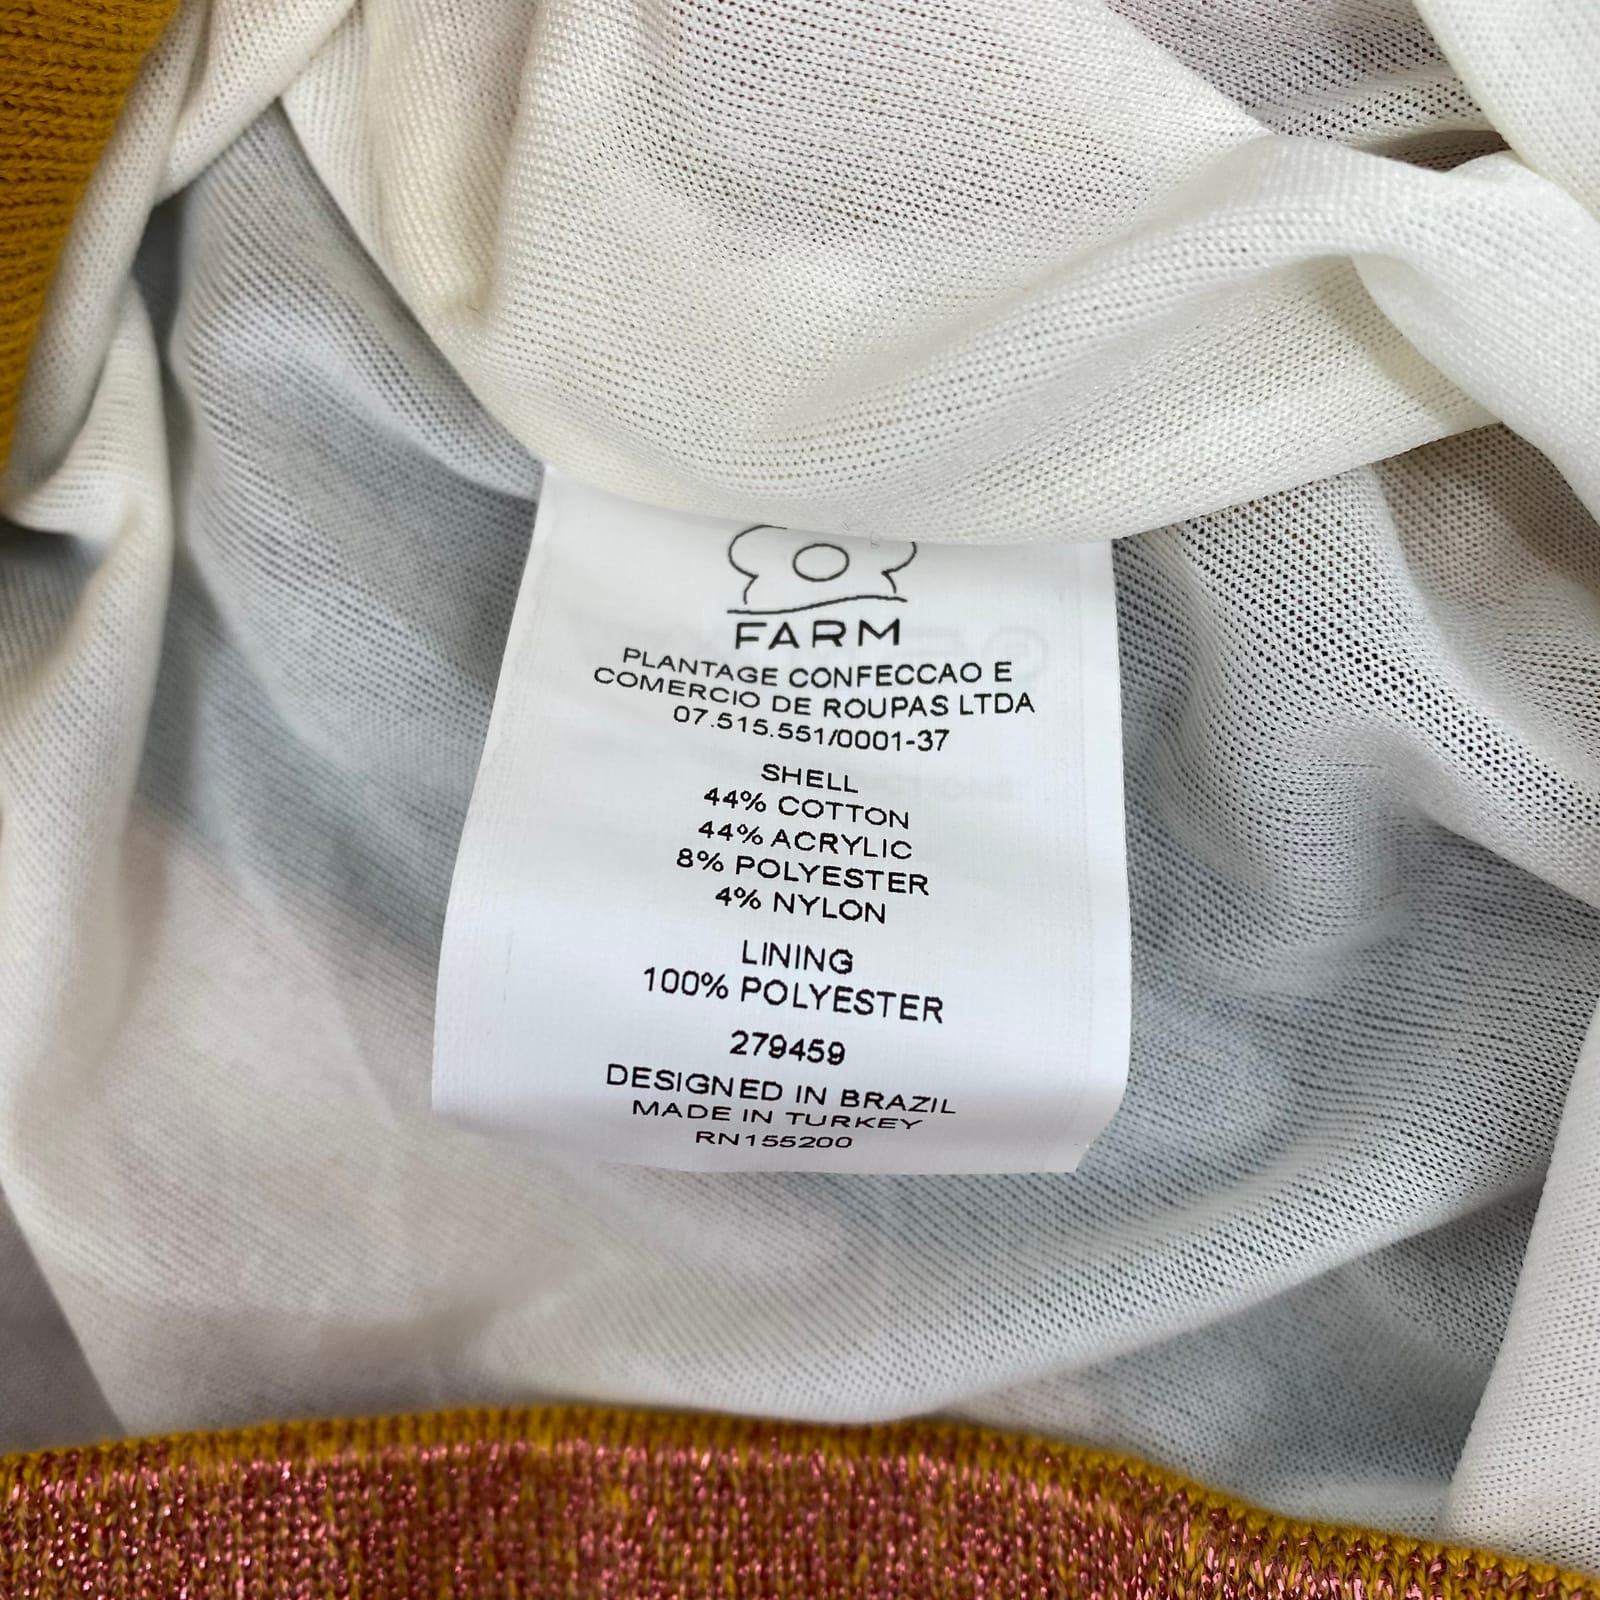 FARM
PLANTAGE CONFECCAO E
COMERCIO DE ROUPAS LTDA
07.515.551/0001-37
SHELL
44% COTTON
44% ACRYLIC
8% POLYESTER
4% NYLON
LINING
100% POLYESTER
279459
DESIGNED IN BRAZIL
MADE IN TURKEY
RN155200